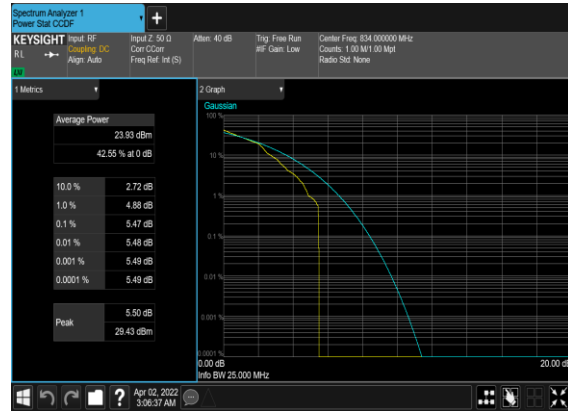 Spectrum Analyzer 1
Power Stat CCDF
+
KEYSIGHT
R L
LXI
Input: RF
Coupling: DC
Align: Auto
Input Z: 50 Ω
Corr CCorr
Freq Ref: Int (S)
Atten: 40 dB
Trig: Free Run
#IF Gain: Low
Center Freq: 834.000000 MHz
Counts: 1.00 M/1.00 Mpt
Radio Std: None
1 Metrics
Average Power
23.93 dBm
42.55 % at 0 dB
10.0 % 2.72 dB
1.0 % 4.88 dB
0.1 % 5.47 dB
0.01 % 5.48 dB
0.001 % 5.49 dB
0.0001 % 5.49 dB
Peak
5.50 dB
29.43 dBm
2 Graph
Gaussian
100 %
10 %
1 %
0.1 %
0.01 %
0.001 %
0.0001 %
0.00 dB
20.00 dB
Info BW 25.000 MHz
?
Apr 02, 2022
3:06:37 AM